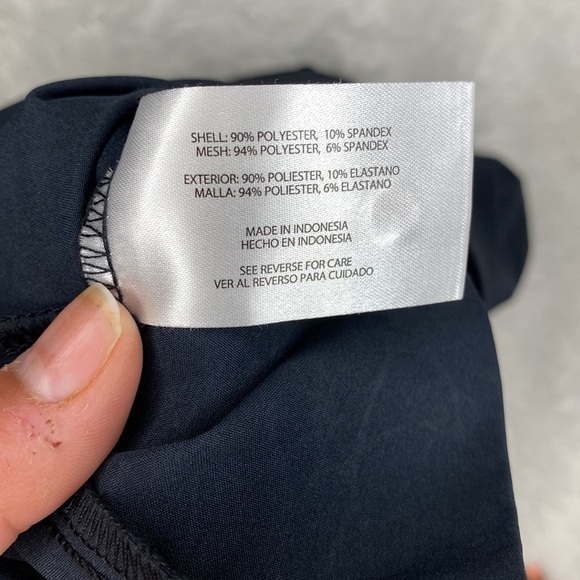 SHELL: 90% POLYESTER, 10% SPANDEX
MESH: 94% POLYESTER, 6% SPANDEX
EXTERIOR: 90% POLIESTER, 10% ELASTANO
MALLA: 94% POLIESTER, 6% ELASTANO
MADE IN INDONESIA
HECHO EN INDONESIA
SEE REVERSE FOR CARE
VER AL REVERSO PARA CUIDADO